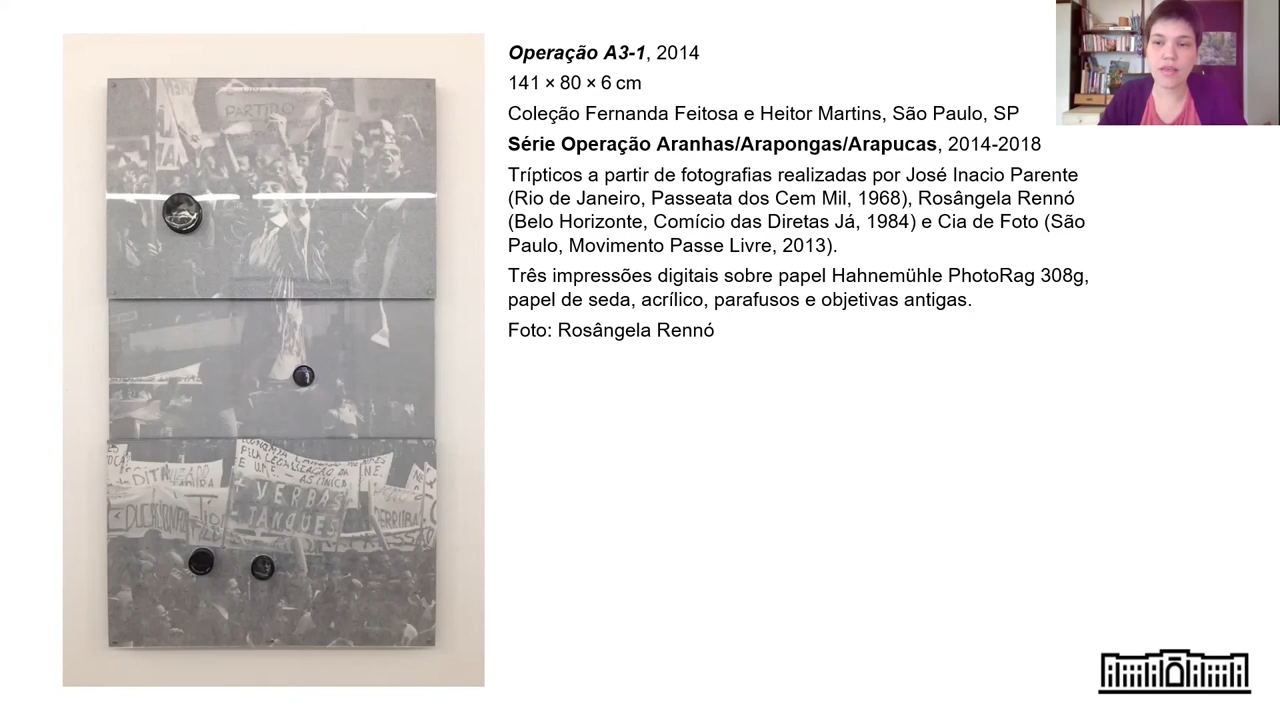 Operação A3-1, 2014
141 × 80 × 6 cm
Coleção Fernanda Feitosa e Heitor Martins, São Paulo, SP
Série Operação Aranhas/Arapongas/Arapucas, 2014-2018
Trípticos a partir de fotografias realizadas por José Inacio Parente
(Rio de Janeiro, Passeata dos Cem Mil, 1968), Rosângela Rennó
(Belo Horizonte, Comício das Diretas Já, 1984) e Cia de Foto (São
Paulo, Movimento Passe Livre, 2013).
Três impressões digitais sobre papel Hahnemühle PhotoRag 308g,
papel de seda, acrílico, parafusos e objetivas antigas.
Foto: Rosângela Rennó
PARTIDO
PELA LEGALIZAÇÃO DA
+ VERBAS
TANQUES